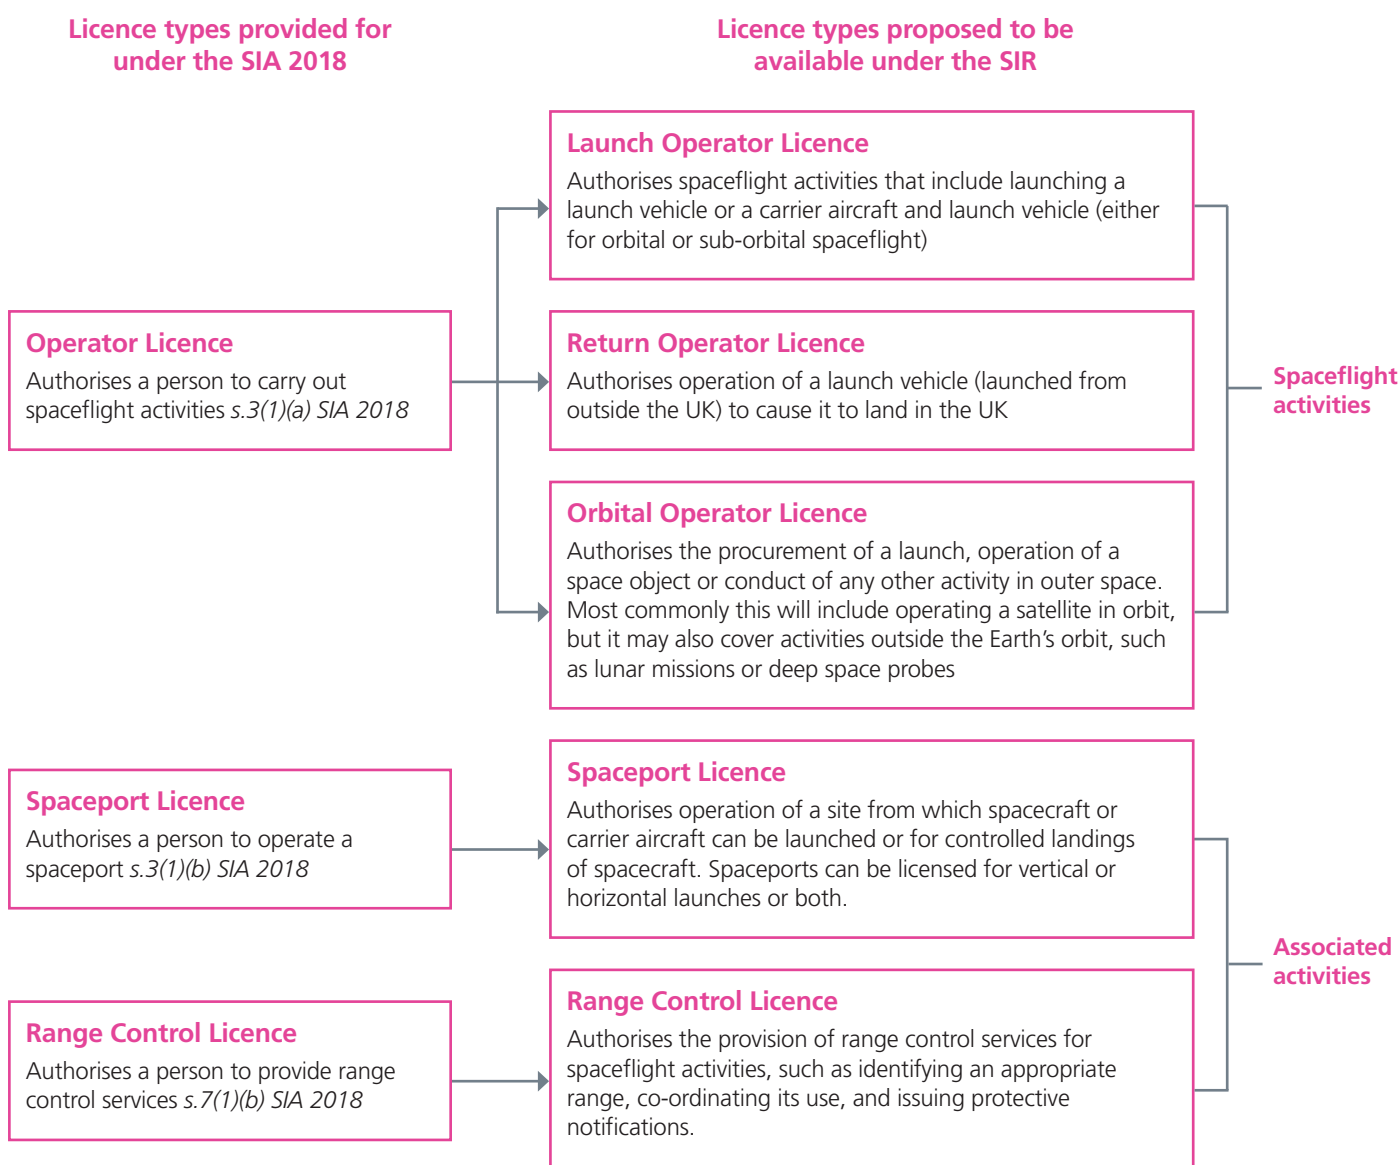 Licence types provided for
under the SIA 2018
Licence types proposed to be
available under the SIR
Launch Operator Licence
Authorises spaceflight activities that include launching a
launch vehicle or a carrier aircraft and launch vehicle (either
for orbital or sub-orbital spaceflight)
Operator Licence
Authorises a person to carry out
spaceflight activities s.3(1)(a) SIA 2018
Return Operator Licence
Authorises operation of a launch vehicle (launched from
outside the UK) to cause it to land in the UK
Spaceflight
activities
Orbital Operator Licence
Authorises the procurement of a launch, operation of a
space object or conduct of any other activity in outer space.
Most commonly this will include operating a satellite in orbit,
but it may also cover activities outside the Earth’s orbit, such
as lunar missions or deep space probes
Spaceport Licence
Authorises a person to operate a
spaceport s.3(1)(b) SIA 2018
Spaceport Licence
Authorises operation of a site from which spacecraft or
carrier aircraft can be launched or for controlled landings
of spacecraft. Spaceports can be licensed for vertical or
horizontal launches or both.
Associated
activities
Range Control Licence
Authorises a person to provide range
control services s.7(1)(b) SIA 2018
Range Control Licence
Authorises the provision of range control services for
spaceflight activities, such as identifying an appropriate
range, co-ordinating its use, and issuing protective
notifications.